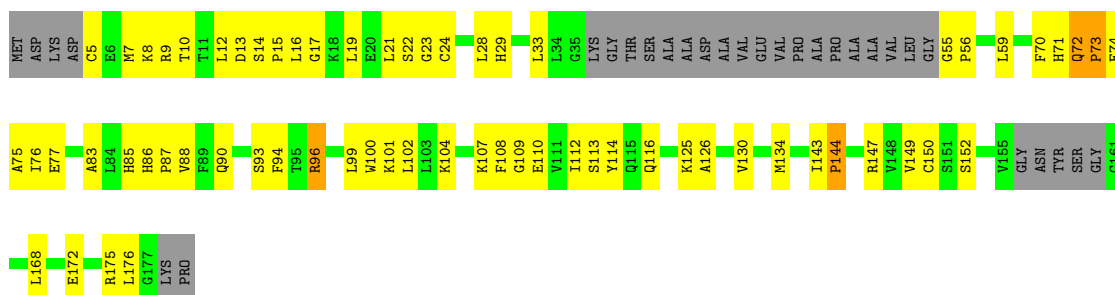 MET ASP LYS ASP C5 E6 M7 K8 R9 T10 T11 L12 D13 S14 P15 L16 G17 K18 L19 E20 L21 S22 G23 C24 L28 H29 L33 L34 G35 LYS GLY THR SER ALA ALA ASP ALA VAL GLU VAL PRO ALA PRO ALA ALA VAL LEU GLY G55 P56 L59 F70 H71 Q72 P73
A75 I76 E77 A83 L84 H85 H86 P87 V88 F89 Q90 S93 F94 T95 R96 L99 W100 K101 L102 L103 K104 K107 F108 G109 E110 V111 I112 S113 Y114 Q115 Q116 K125 A126 V130 M134 I143 P144 R147 V148 V149 C150 S151 S152 V155 GLY ASN TYR SER GLY
L168 E172 R175 L176 G177 LYS PRO